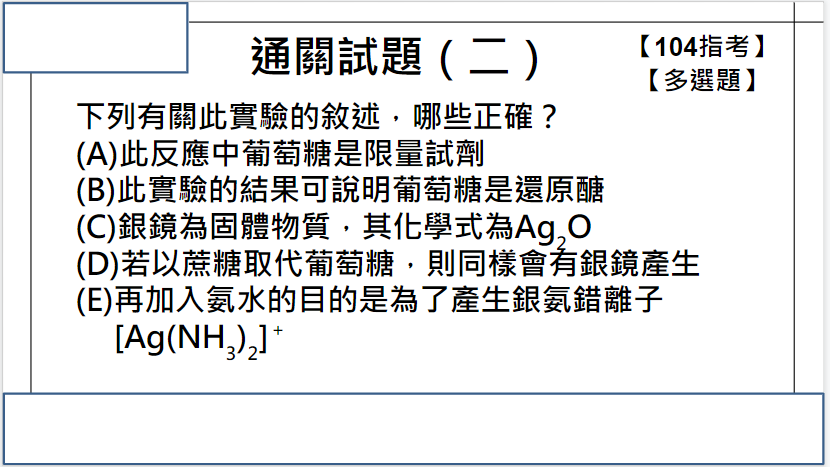 通關試題(二)
【104指考】
【多選題】
下列有關此實驗的敘述，哪些正確？
(A)此反應中葡萄糖是限量試劑
(B)此實驗的結果可說明葡萄糖是還原醣
(C)銀鏡為固體物質，其化學式為Ag₂O
(D)若以蔗糖取代葡萄糖，則同樣會有銀鏡產生
(E)再加入氨水的目的是為了產生銀氨錯離子
[Ag(NH₃)₂]⁺